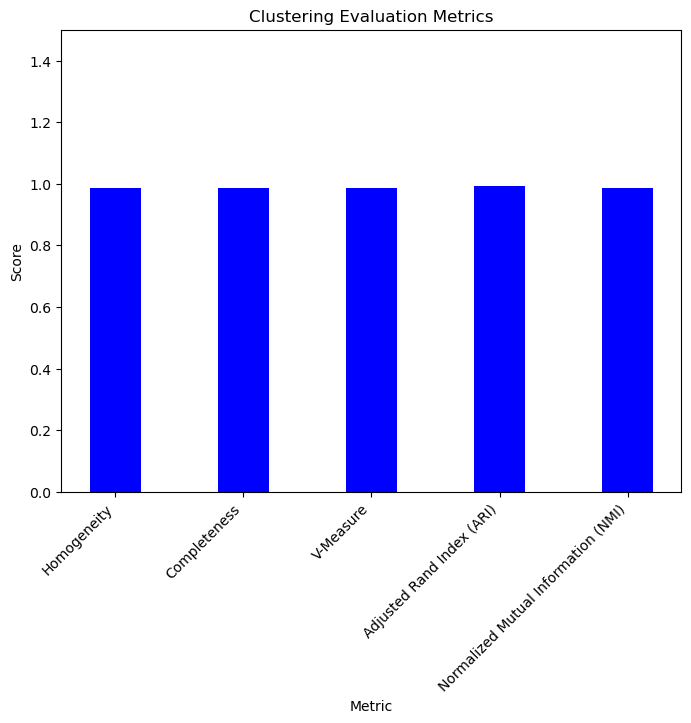 Clustering Evaluation Metrics
1.4
1.2
1.0
0.8
0.6
0.4
0.2
0.0
Score
Homogeneity
Completeness
V-Measure
Adjusted Rand Index (ARI)
Normalized Mutual Information (NMI)
Metric